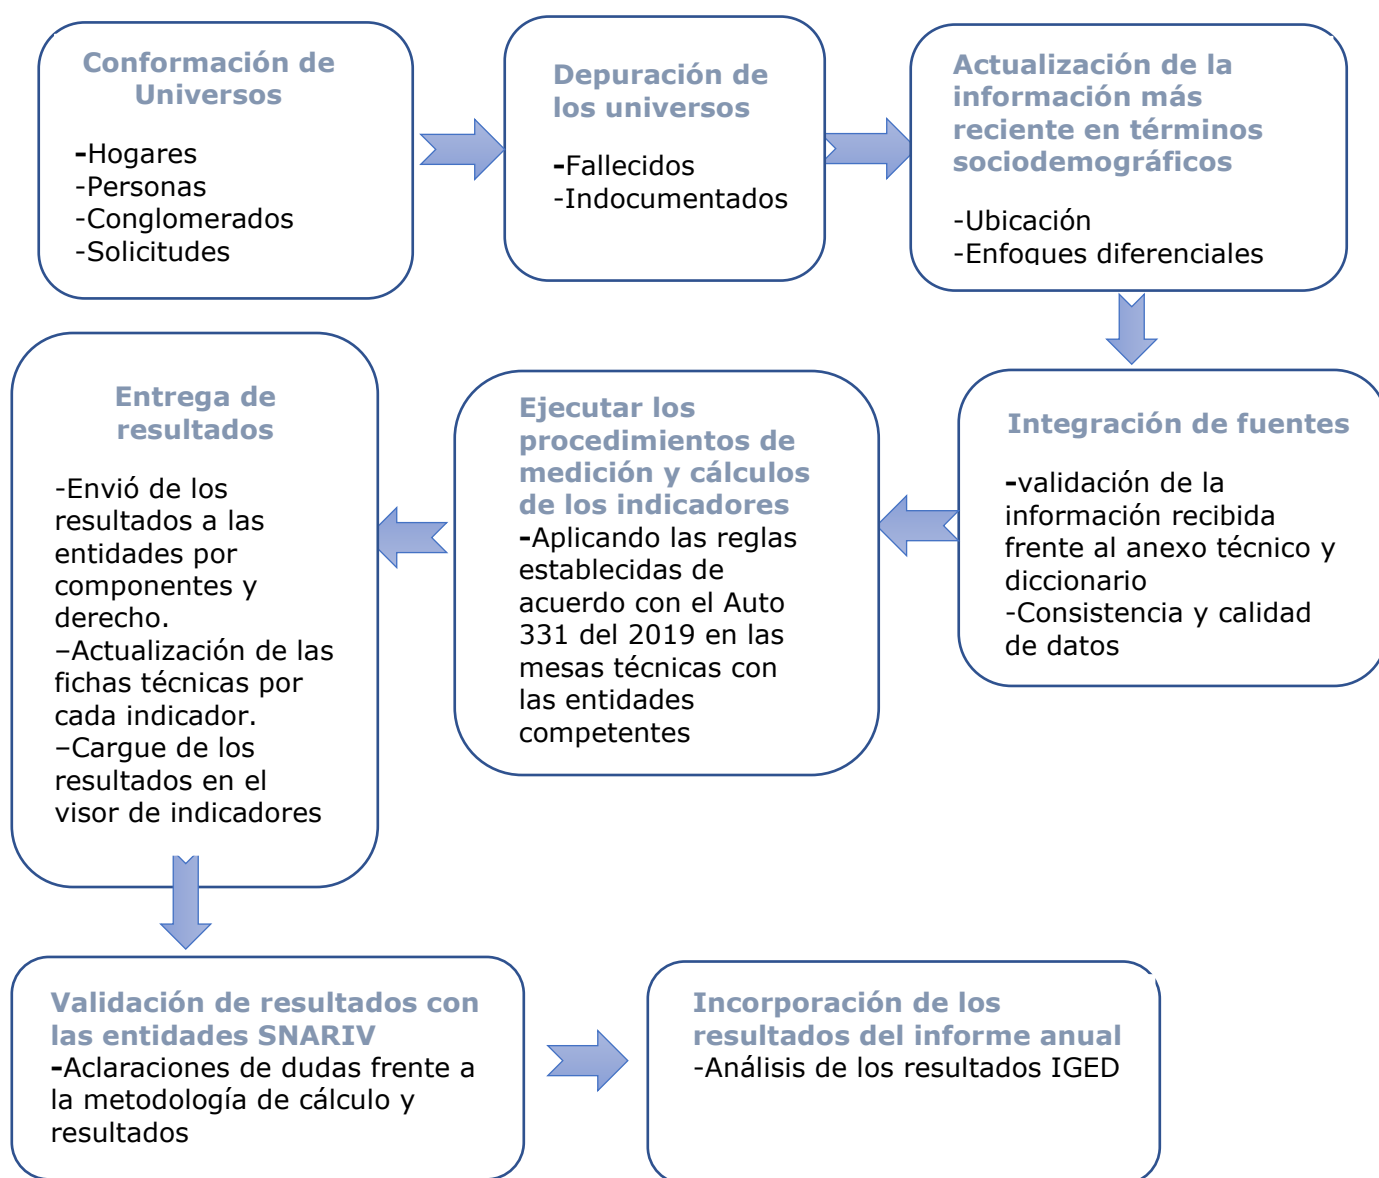 Conformación de
Universos
-Hogares
-Personas
-Conglomerados
-Solicitudes
Depuración de
los universos
-Fallecidos
-Indocumentados
Actualización de la
información más
reciente en términos
sociodemográficos
-Ubicación
-Enfoques diferenciales
Integración de fuentes
-validación de la
información recibida
frente al anexo técnico y
diccionario
-Consistencia y calidad
de datos
Ejecutar los
procedimientos de
medición y cálculos
de los indicadores
-Aplicando las reglas
establecidas de
acuerdo con el Auto
331 del 2019 en las
mesas técnicas con
las entidades
competentes
Entrega de
resultados
-Envió de los
resultados a las
entidades por
componentes y
derecho.
–Actualización de las
fichas técnicas por
cada indicador.
–Cargue de los
resultados en el
visor de indicadores
Validación de resultados con
las entidades SNARIV
-Aclaraciones de dudas frente a
la metodología de cálculo y
resultados
Incorporación de los
resultados del informe anual
-Análisis de los resultados IGED